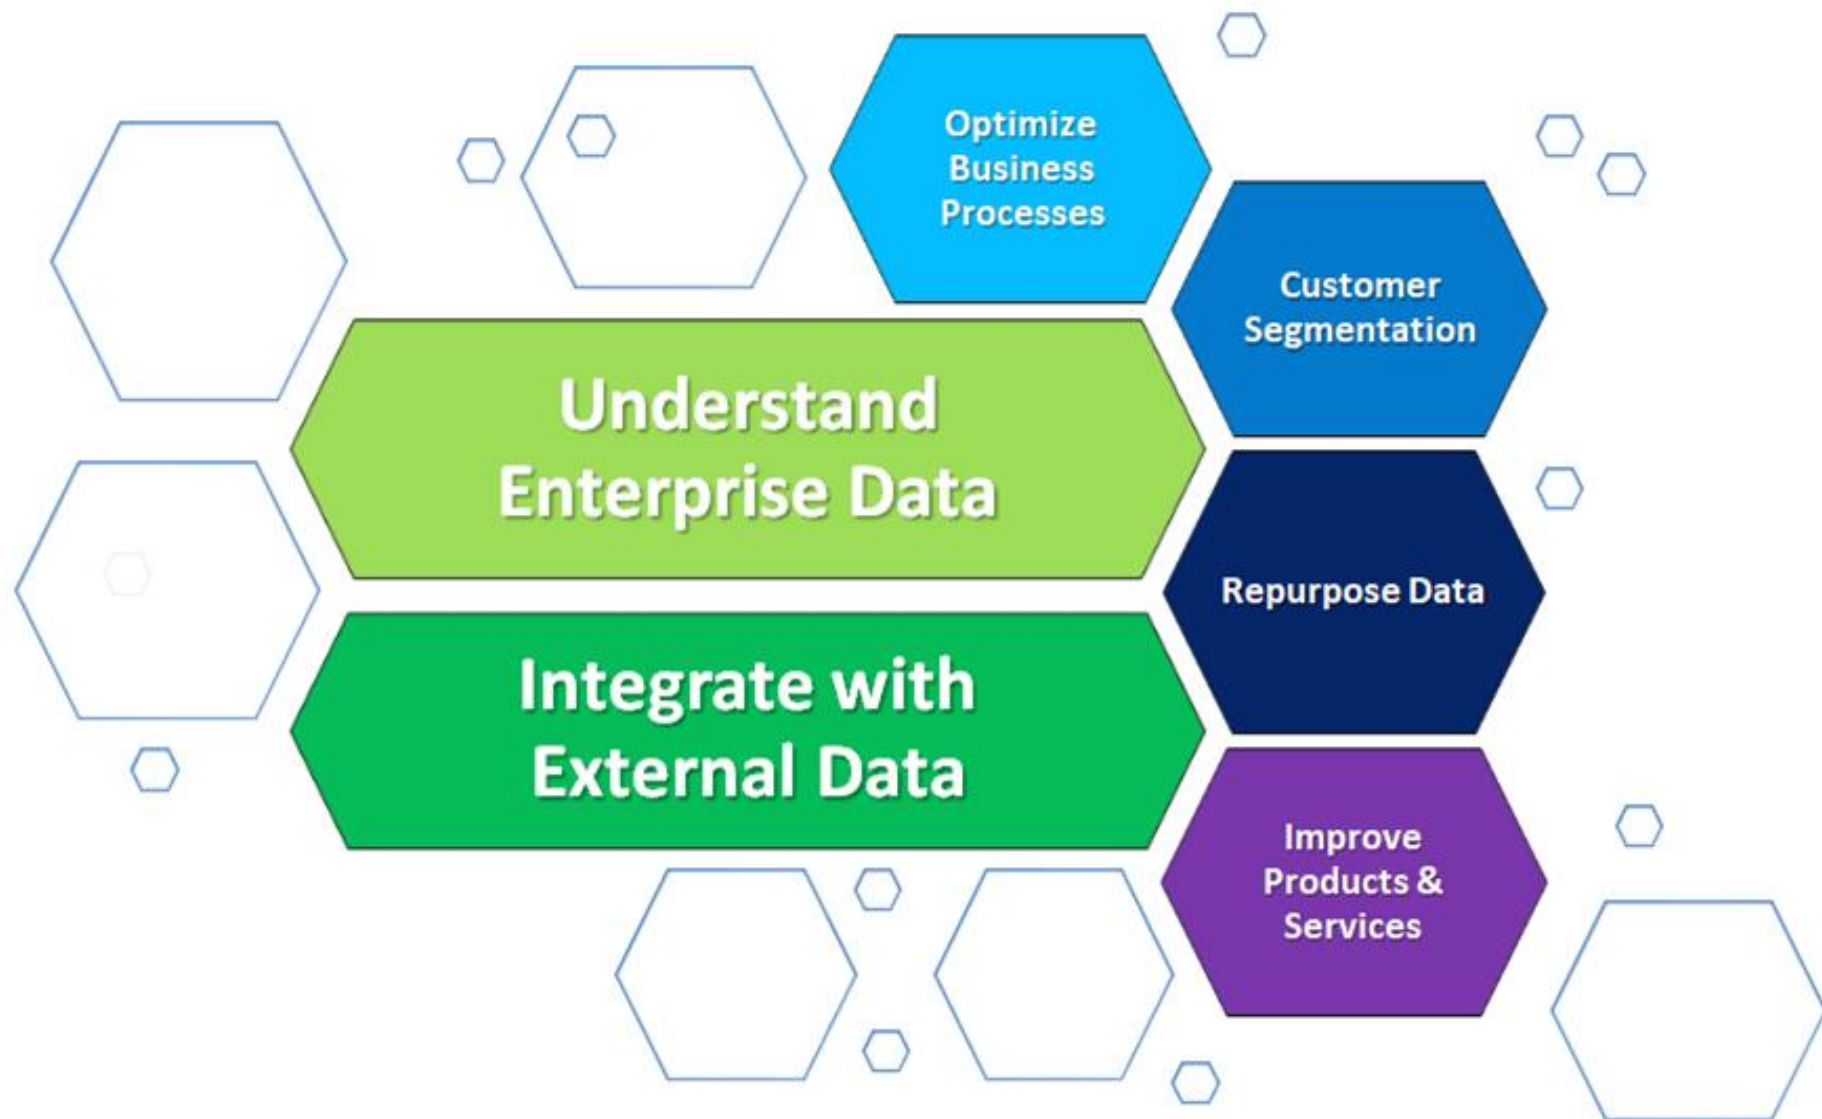 Optimize
Business
Processes
Customer
Segmentation
Understand
Enterprise Data
Repurpose Data
Integrate with
External Data
Improve
Products &
Services